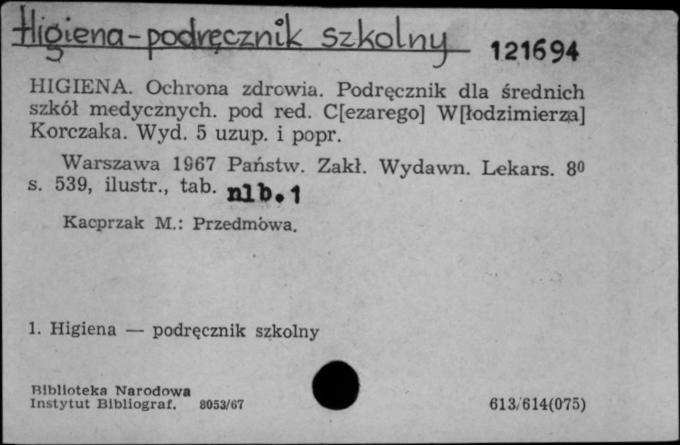 Higiena-podręcznik szkolny 121694
HIGIENA. Ochrona zdrowia. Podręcznik dla średnich
szkół medycznych. pod red. C[ezarego] W[łodzimierza]
Korczaka. Wyd. 5 uzup. i popr.
Warszawa 1967 Państw. Zakł. Wydawn. Lekars. 8⁰
s. 539, ilustr., tab. nlb. 1
Kacprzak M.: Przedmowa.
1. Higiena — podręcznik szkolny
Biblioteka Narodowa
Instytut Bibliograf. 8053/67 613/614(075)